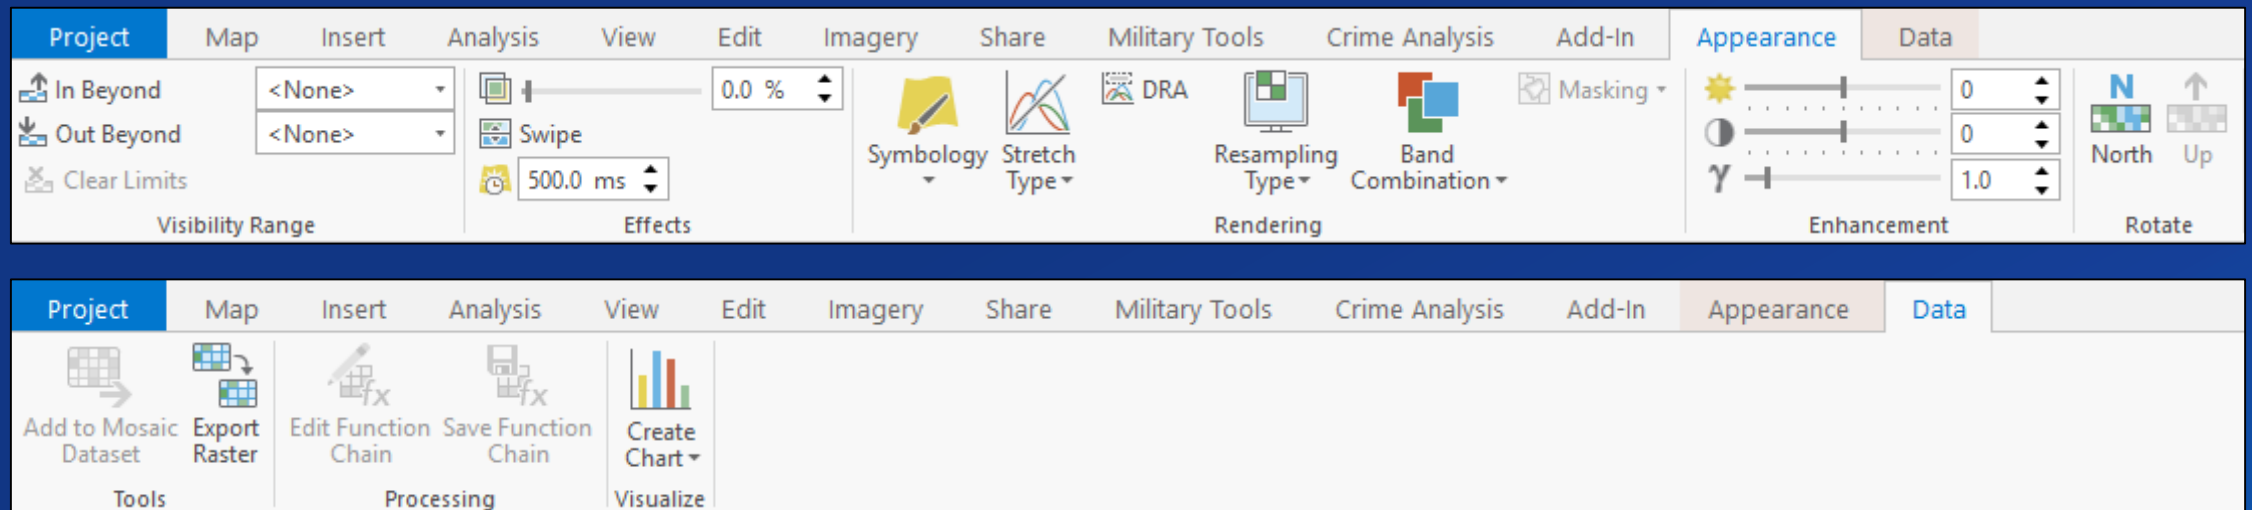 Project Map Insert Analysis View Edit Imagery Share Military Tools Crime Analysis Add-In Appearance Data
In Beyond <None>
Out Beyond <None>
Clear Limits
Visibility Range
0.0 %
Swipe
500.0 ms
Effects
Symbology
Stretch
Type
DRA
Resampling
Type
Band
Combination
Masking
Rendering
0
0
γ 1.0
Enhancement
N
North
Up
Rotate
Project Map Insert Analysis View Edit Imagery Share Military Tools Crime Analysis Add-In Appearance Data
Add to Mosaic
Dataset
Export
Raster
Tools
fx
Edit Function
Chain
fx
Save Function
Chain
Processing
Create
Chart
Visualize